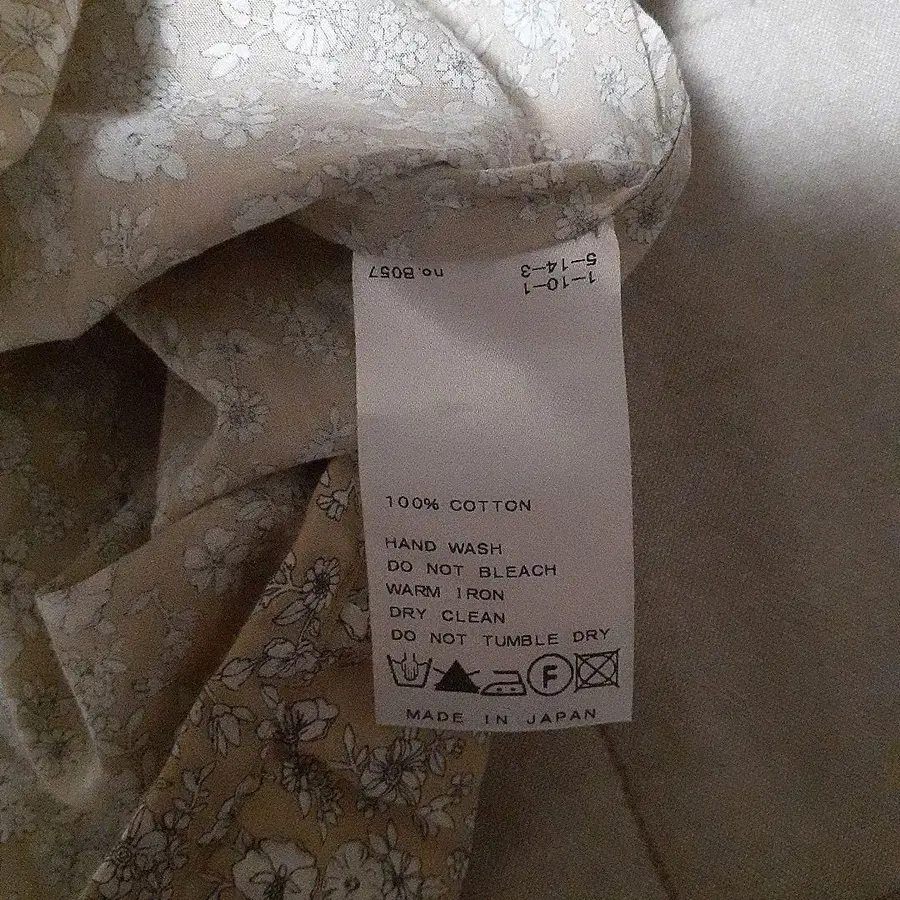 no.B057
1-10-1
5-14-3
100% COTTON
HAND WASH
DO NOT BLEACH
WARM IRON
DRY CLEAN
DO NOT TUMBLE DRY
F
MADE IN JAPAN